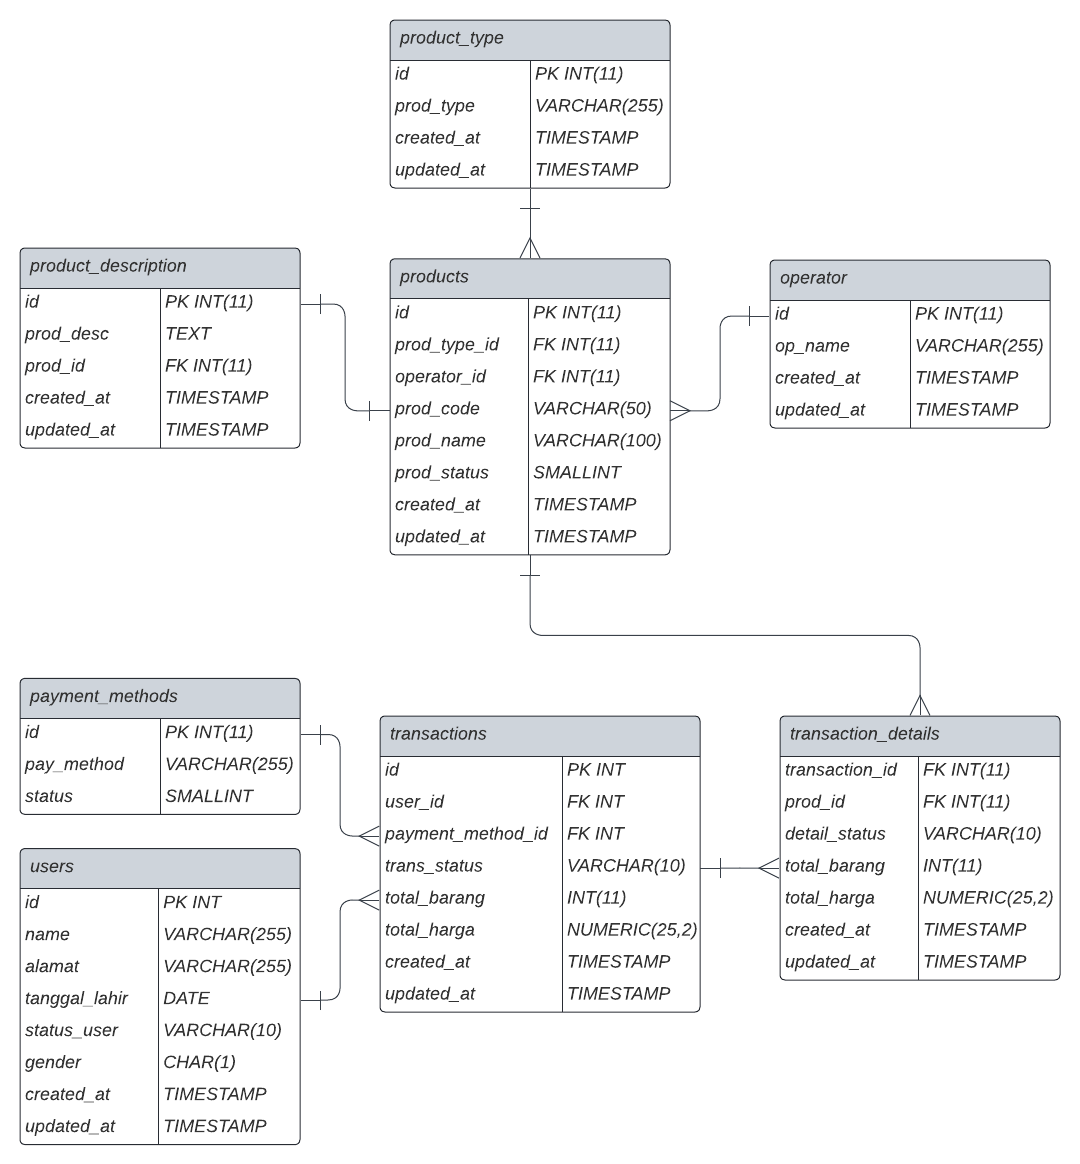 product_type
id PK INT(11)
prod_type VARCHAR(255)
created_at TIMESTAMP
updated_at TIMESTAMP
product_description
id PK INT(11)
prod_desc TEXT
prod_id FK INT(11)
created_at TIMESTAMP
updated_at TIMESTAMP
products
id PK INT(11)
prod_type_id FK INT(11)
operator_id FK INT(11)
prod_code VARCHAR(50)
prod_name VARCHAR(100)
prod_status SMALLINT
created_at TIMESTAMP
updated_at TIMESTAMP
operator
id PK INT(11)
op_name VARCHAR(255)
created_at TIMESTAMP
updated_at TIMESTAMP
payment_methods
id PK INT(11)
pay_method VARCHAR(255)
status SMALLINT
users
id PK INT
name VARCHAR(255)
alamat VARCHAR(255)
tanggal_lahir DATE
status_user VARCHAR(10)
gender CHAR(1)
created_at TIMESTAMP
updated_at TIMESTAMP
transactions
id PK INT
user_id FK INT
payment_method_id FK INT
trans_status VARCHAR(10)
total_barang INT(11)
total_harga NUMERIC(25,2)
created_at TIMESTAMP
updated_at TIMESTAMP
transaction_details
transaction_id FK INT(11)
prod_id FK INT(11)
detail_status VARCHAR(10)
total_barang INT(11)
total_harga NUMERIC(25,2)
created_at TIMESTAMP
updated_at TIMESTAMP